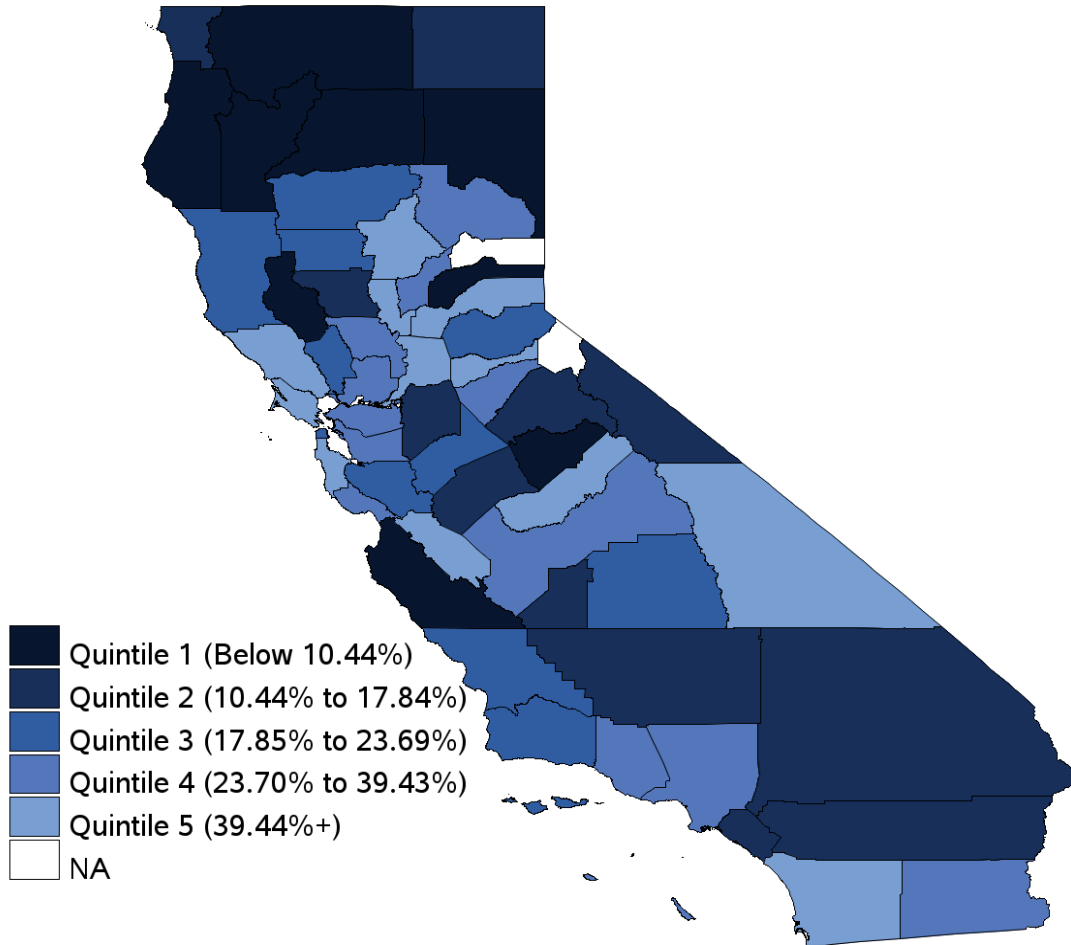 Quintile 1 (Below 10.44%)
Quintile 2 (10.44% to 17.84%)
Quintile 3 (17.85% to 23.69%)
Quintile 4 (23.70% to 39.43%)
Quintile 5 (39.44%+)
NA